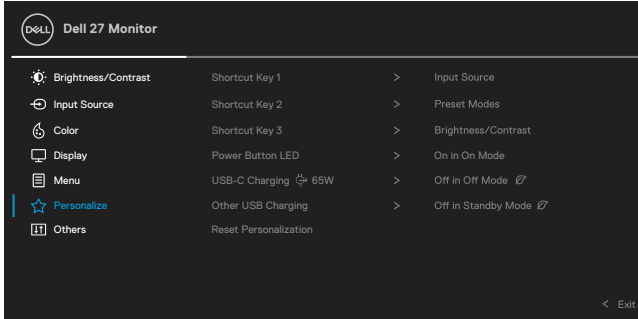 DELL Dell 27 Monitor
Brightness/Contrast Shortcut Key 1 > Input Source
Input Source Shortcut Key 2 > Preset Modes
Color Shortcut Key 3 > Brightness/Contrast
Display Power Button LED > On in On Mode
Menu USB-C Charging 65W > Off in Off Mode
Personalize Other USB Charging > Off in Standby Mode
Others Reset Personalization
< Exit